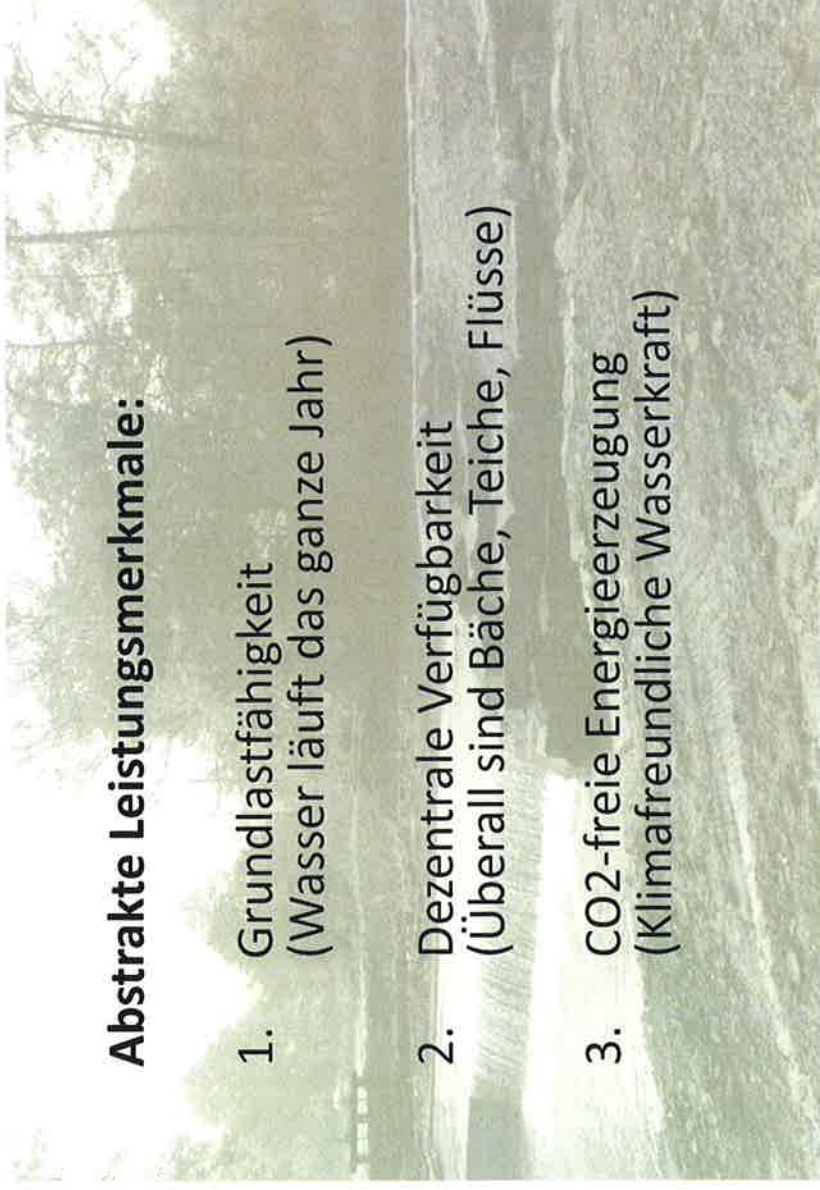 Abstrakte Leistungsmerkmale:
1. Grundlastfähigkeit
(Wasser läuft das ganze Jahr)
2. Dezentrale Verfügbarkeit
(Überall sind Bäche, Teiche, Flüsse)
3. CO2-freie Energieerzeugung
(Klimafreundliche Wasserkraft)